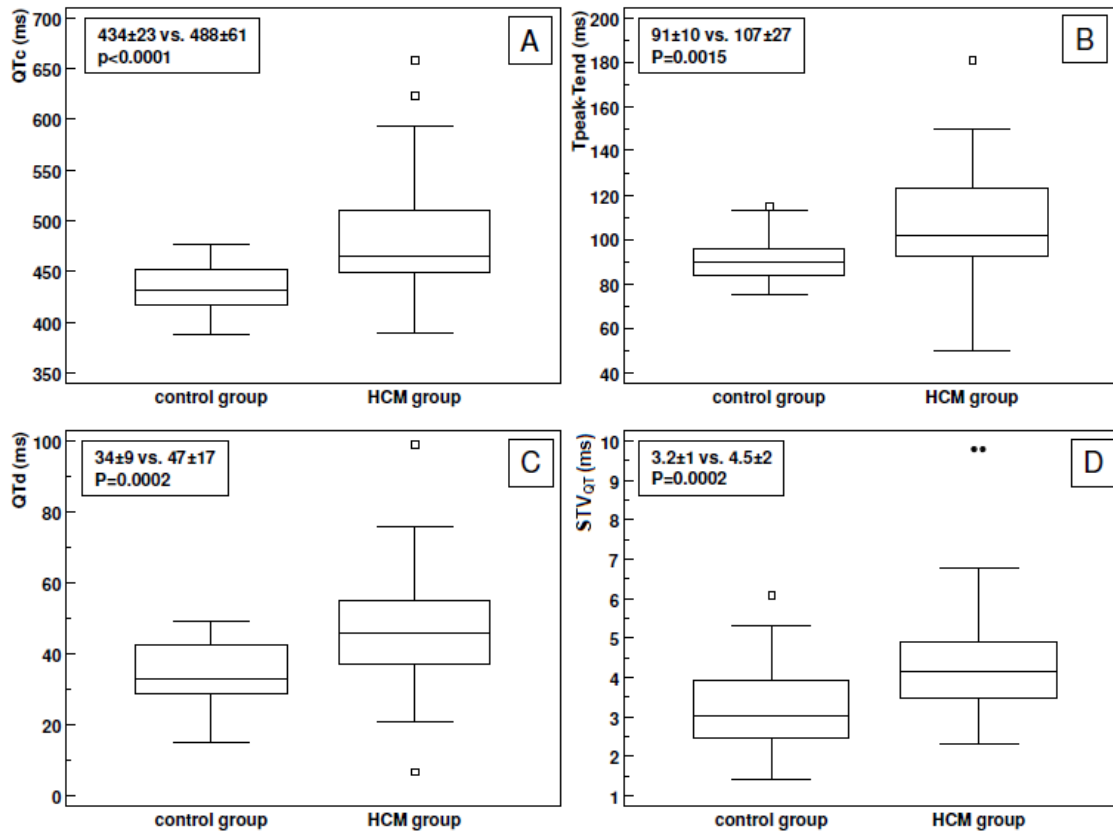 QTc (ms)
700
650
600
550
500
450
400
350
434±23 vs. 488±61
p<0.0001
A
control group
HCM group
Tpeak-Tend (ms)
200
180
160
140
120
100
80
60
40
91±10 vs. 107±27
P=0.0015
B
control group
HCM group
QTd (ms)
100
80
60
40
20
0
34±9 vs. 47±17
P=0.0002
C
control group
HCM group
STVQT (ms)
10
9
8
7
6
5
4
3
2
1
3.2±1 vs. 4.5±2
P=0.0002
D
control group
HCM group